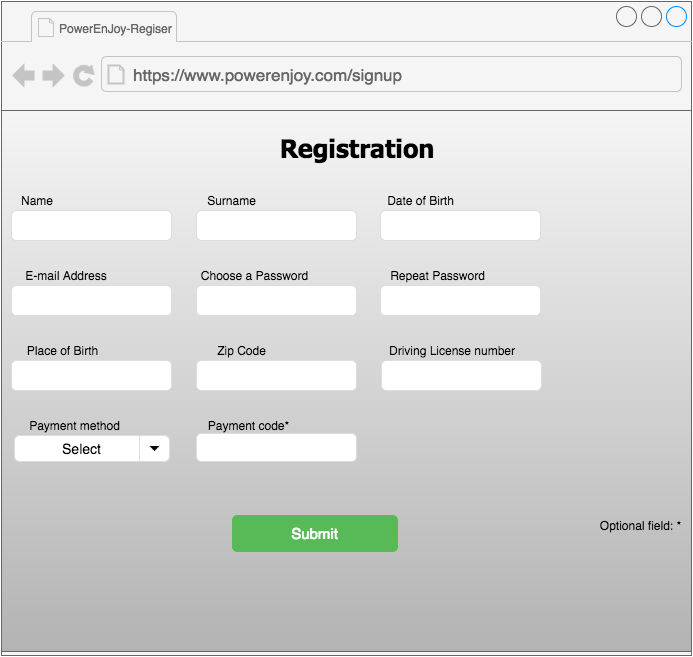 PowerEnJoy-Regiser
https://www.powerenjoy.com/signup
Registration
Name Surname Date of Birth
E-mail Address Choose a Password Repeat Password
Place of Birth Zip Code Driving License number
Payment method Payment code*
Select
Submit
Optional field: *